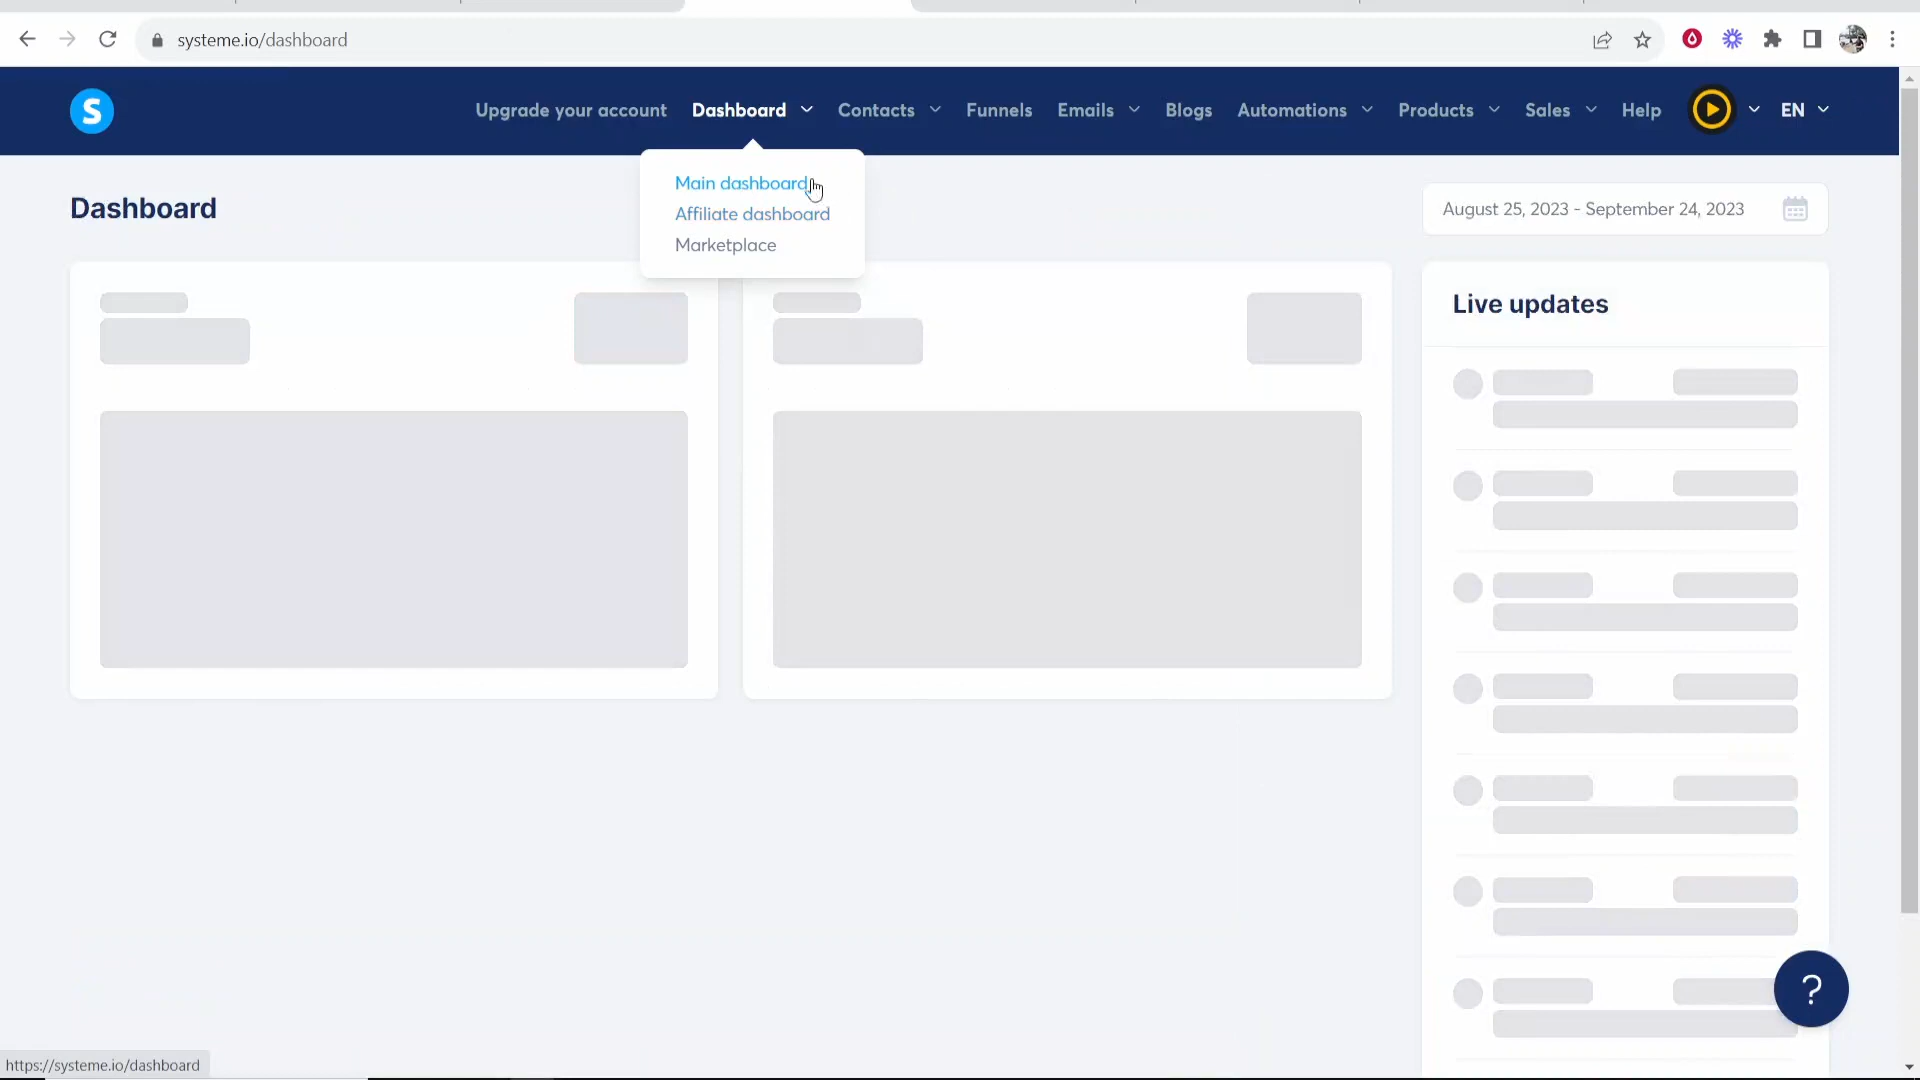 systeme.io/dashboard
S
Upgrade your account
Dashboard
Contacts
Funnels
Emails
Blogs
Automations
Products
Sales
Help
EN
Main dashboard
Affiliate dashboard
Marketplace
Dashboard
August 25, 2023 - September 24, 2023
Live updates
?
https://systeme.io/dashboard